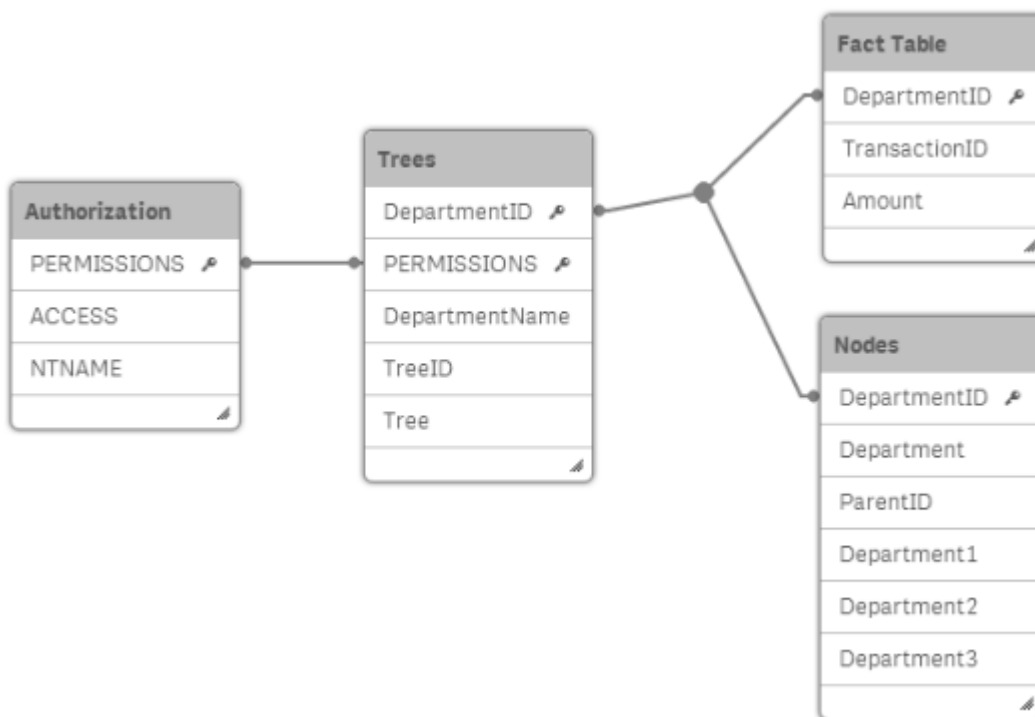 Authorization
PERMISSIONS
ACCESS
NTNAME
Trees
DepartmentID
PERMISSIONS
DepartmentName
TreeID
Tree
Fact Table
DepartmentID
TransactionID
Amount
Nodes
DepartmentID
Department
ParentID
Department1
Department2
Department3